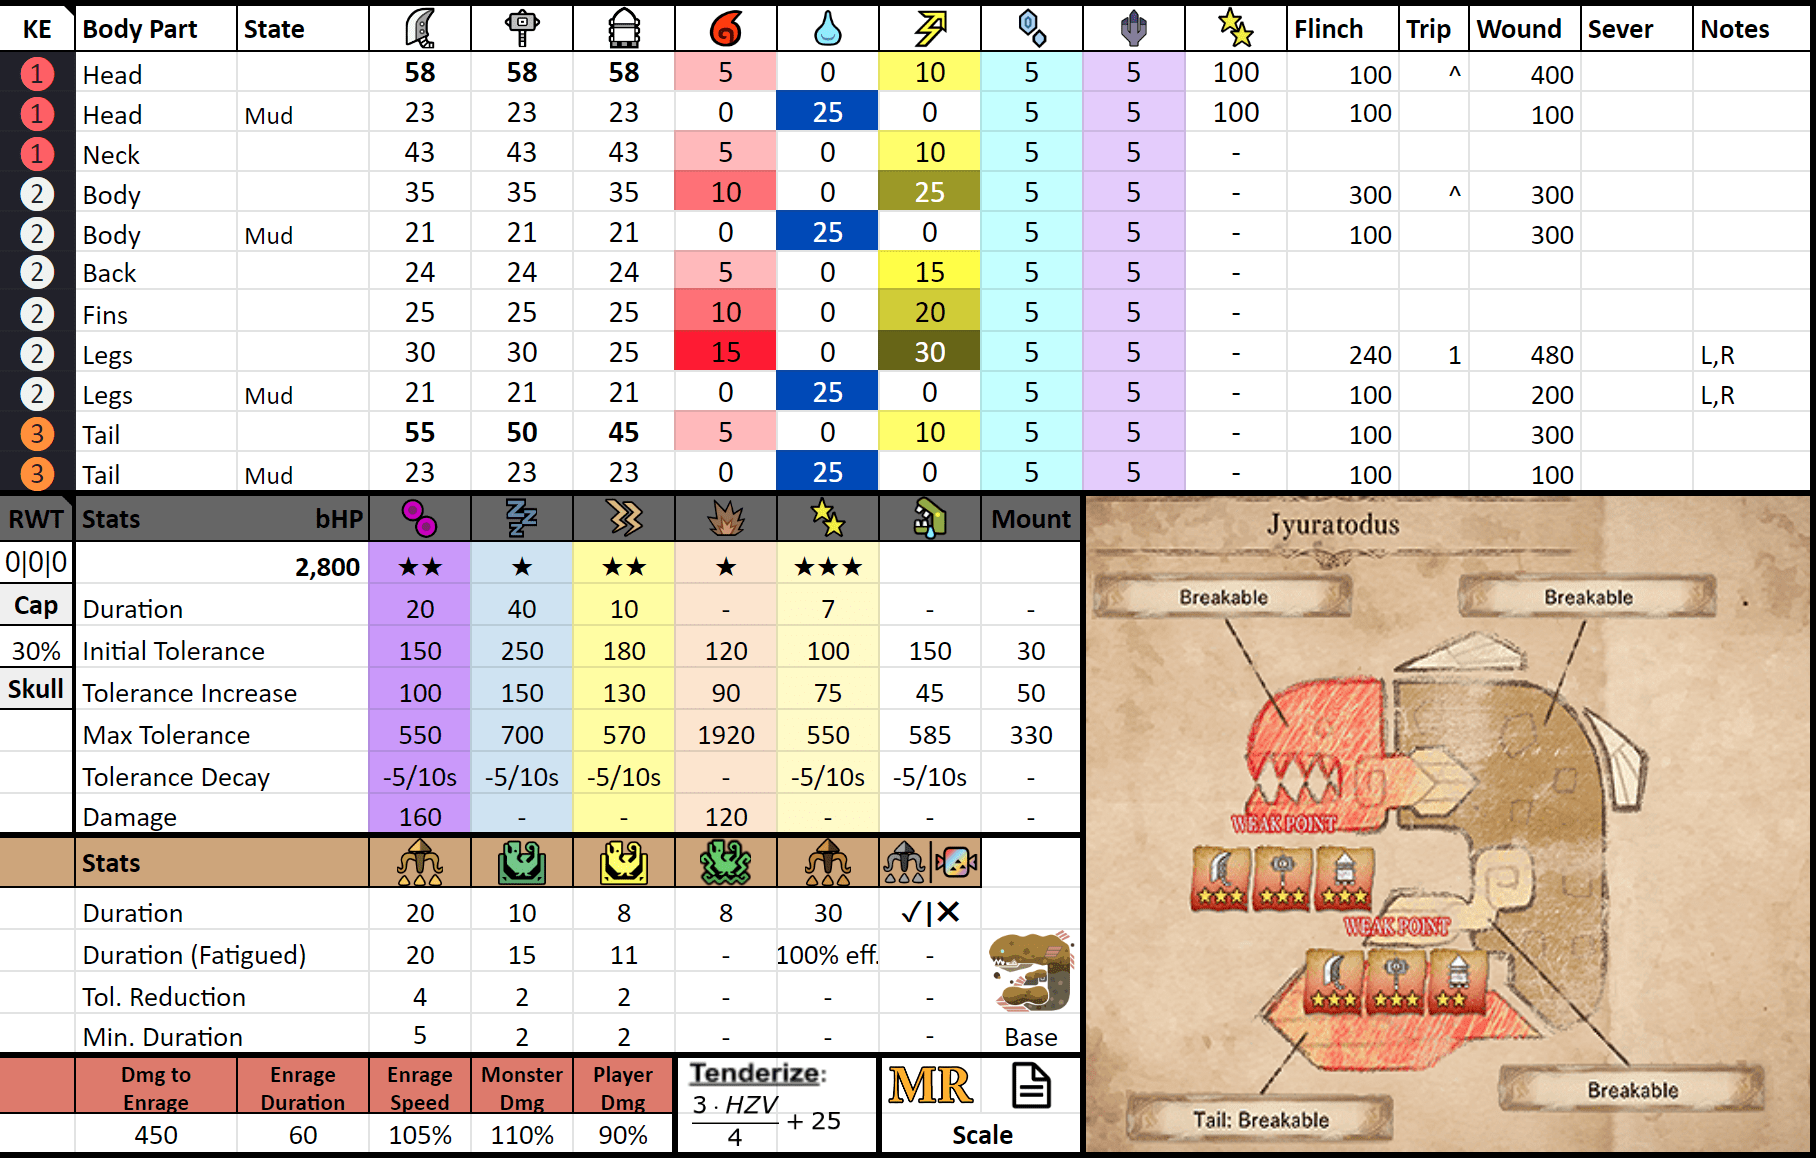 KE Body Part State Flinch Trip Wound Sever Notes
1 Head 58 58 58 5 0 10 5 5 100 100 ^ 400
1 Head Mud 23 23 23 0 25 0 5 5 100 100 100
1 Neck 43 43 43 5 0 10 5 5 -
2 Body 35 35 35 10 0 25 5 5 - 300 ^ 300
2 Body Mud 21 21 21 0 25 0 5 5 - 100 300
2 Back 24 24 24 5 0 15 5 5 -
2 Fins 25 25 25 10 0 20 5 5 -
2 Legs 30 30 25 15 0 30 5 5 - 240 1 480 L,R
2 Legs Mud 21 21 21 0 25 0 5 5 - 100 200 L,R
3 Tail 55 50 45 5 0 10 5 5 - 100 300
3 Tail Mud 23 23 23 0 25 0 5 5 - 100 100
RWT Stats bHP Mount
0|0|0 2,800 ★★ ★ ★★ ★ ★★★
Cap Duration 20 40 10 - 7 - -
30% Initial Tolerance 150 250 180 120 100 150 30
Skull Tolerance Increase 100 150 130 90 75 45 50
Max Tolerance 550 700 570 1920 550 585 330
Tolerance Decay -5/10s -5/10s -5/10s - -5/10s -5/10s -
Damage 160 - - 120 - - -
Stats
Duration 20 10 8 8 30 ✓|✕
Duration (Fatigued) 20 15 11 - 100% eff. -
Tol. Reduction 4 2 2 - - -
Min. Duration 5 2 2 - - - Base
Dmg to Enrage Enrage Duration Enrage Speed Monster Dmg Player Dmg
450 60 105% 110% 90%
Tenderize:
3·HZV/4 + 25
MR
Scale
Jyuratodus
Breakable Breakable
WEAK POINT
★★★ ★★★ ★★★
WEAK POINT
★★★ ★★★ ★★
Breakable
Tail: Breakable